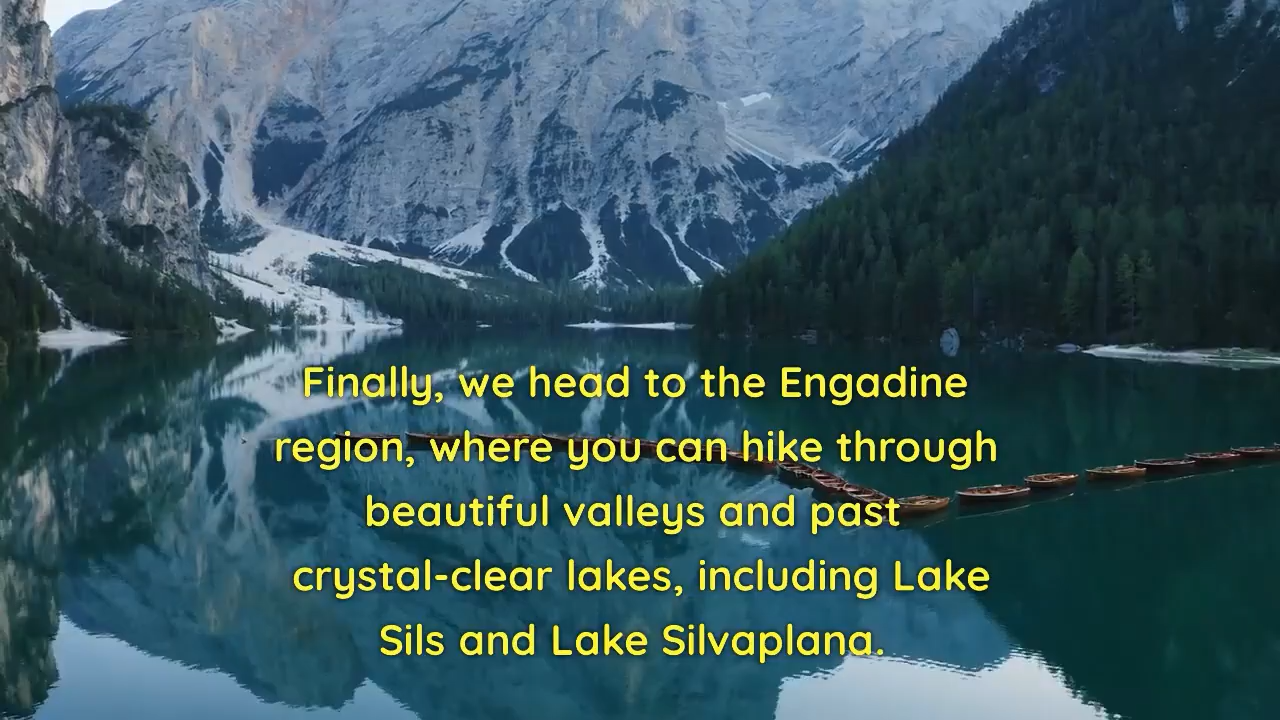 Finally, we head to the Engadine
region, where you can hike through
beautiful valleys and past
crystal-clear lakes, including Lake
Sils and Lake Silvaplana.